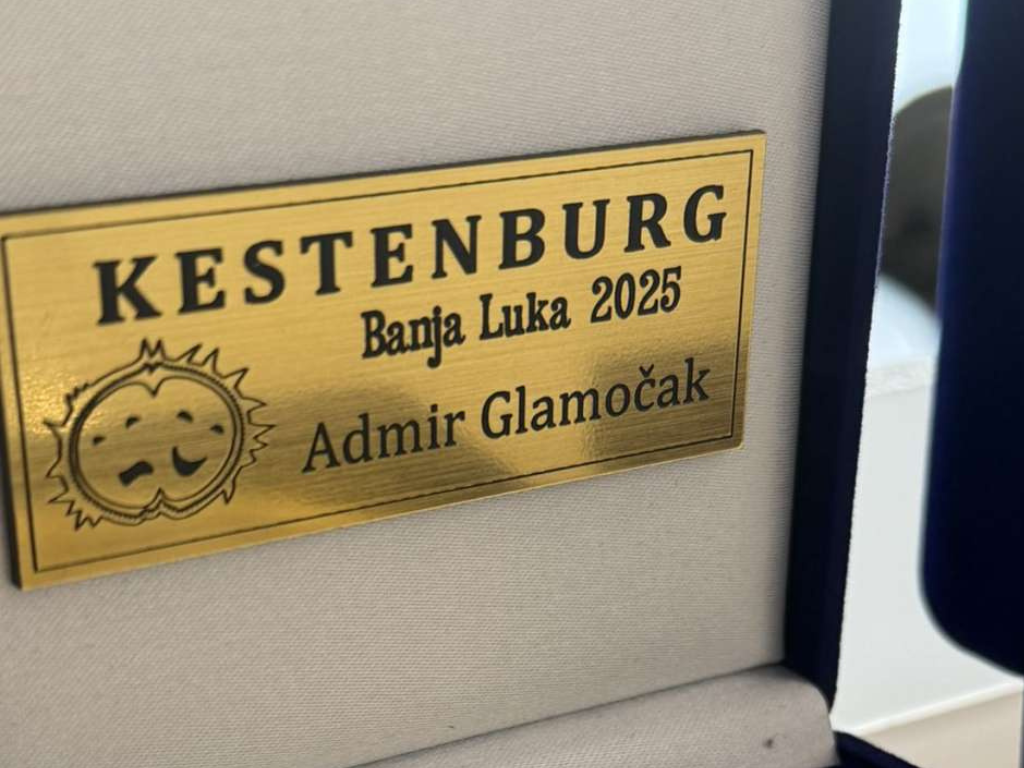 KESTENBURG
Banja Luka 2025
Admir Glamočak